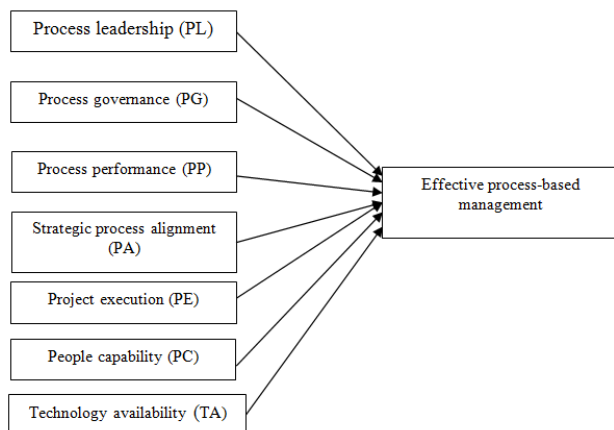 Process leadership (PL)
Process governance (PG)
Process performance (PP)
Effective process-based
management
Strategic process alignment
(PA)
Project execution (PE)
People capability (PC)
Technology availability (TA)